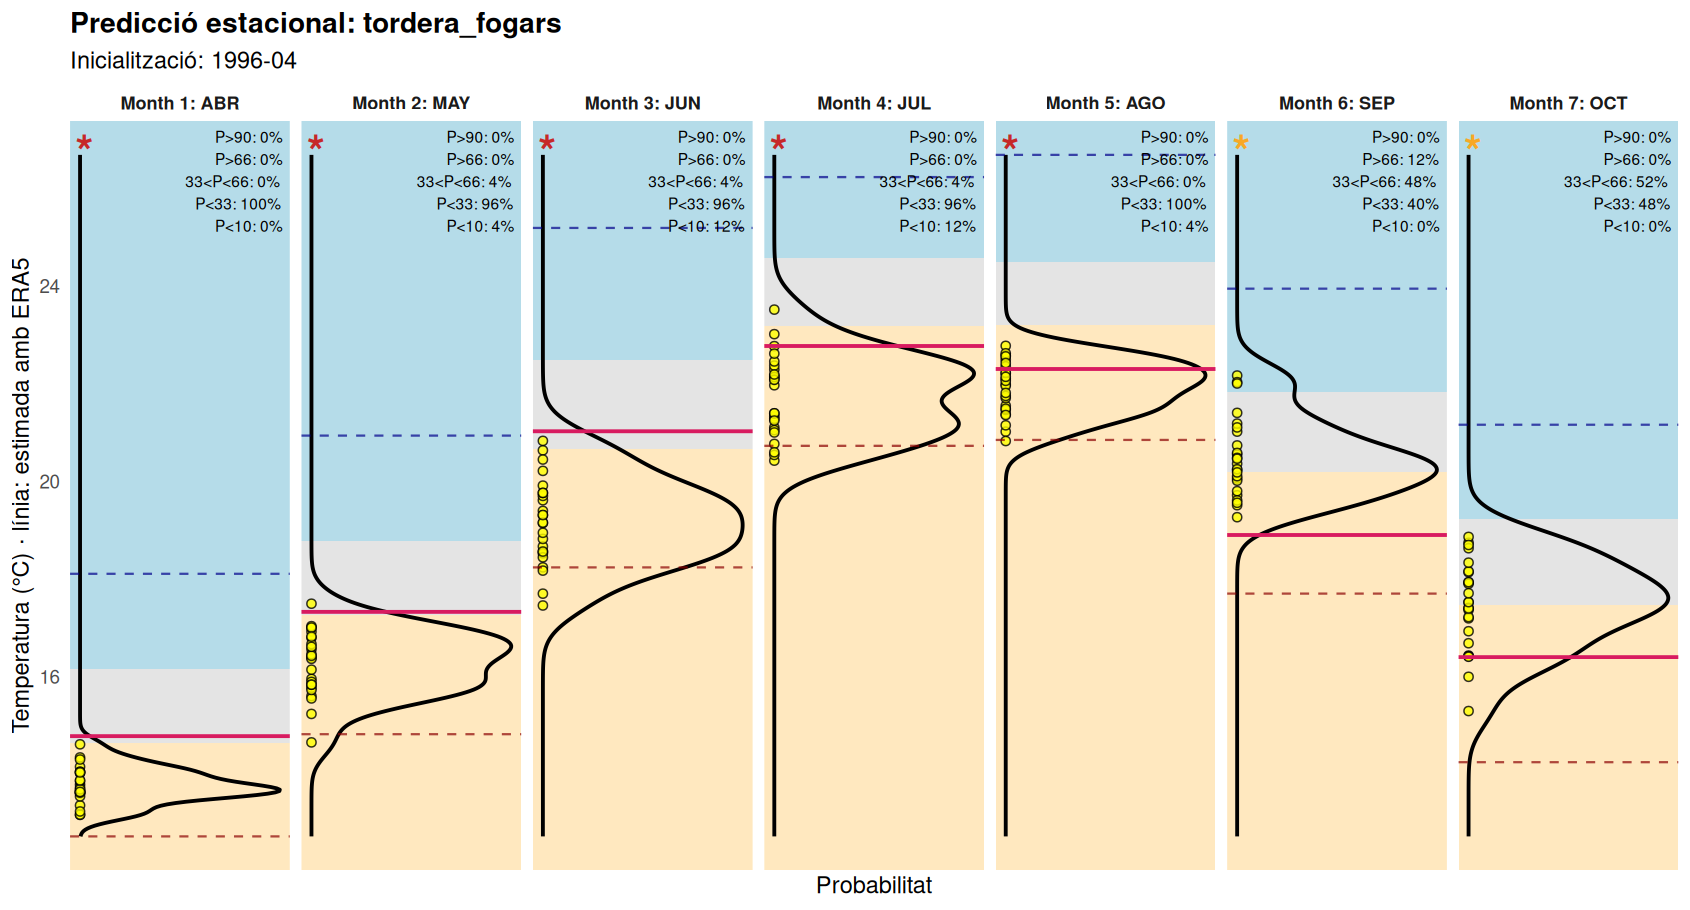 Predicció estacional: tordera_fogars
Inicialització: 1996-04
Month 1: ABR
Month 2: MAY
Month 3: JUN
Month 4: JUL
Month 5: AGO
Month 6: SEP
Month 7: OCT
*
P>90: 0%
P>66: 0%
33<P<66: 0%
P<33: 100%
P<10: 0%
*
P>90: 0%
P>66: 0%
33<P<66: 4%
P<33: 96%
P<10: 4%
*
P>90: 0%
P>66: 0%
33<P<66: 4%
P<33: 96%
P<10: 12%
*
P>90: 0%
P>66: 0%
33<P<66: 4%
P<33: 96%
P<10: 12%
*
P>90: 0%
P>66: 0%
33<P<66: 0%
P<33: 100%
P<10: 4%
*
P>90: 0%
P>66: 12%
33<P<66: 48%
P<33: 40%
P<10: 0%
*
P>90: 0%
P>66: 0%
33<P<66: 52%
P<33: 48%
P<10: 0%
Temperatura (°C) · línia: estimada amb ERA5
24
20
16
Probabilitat